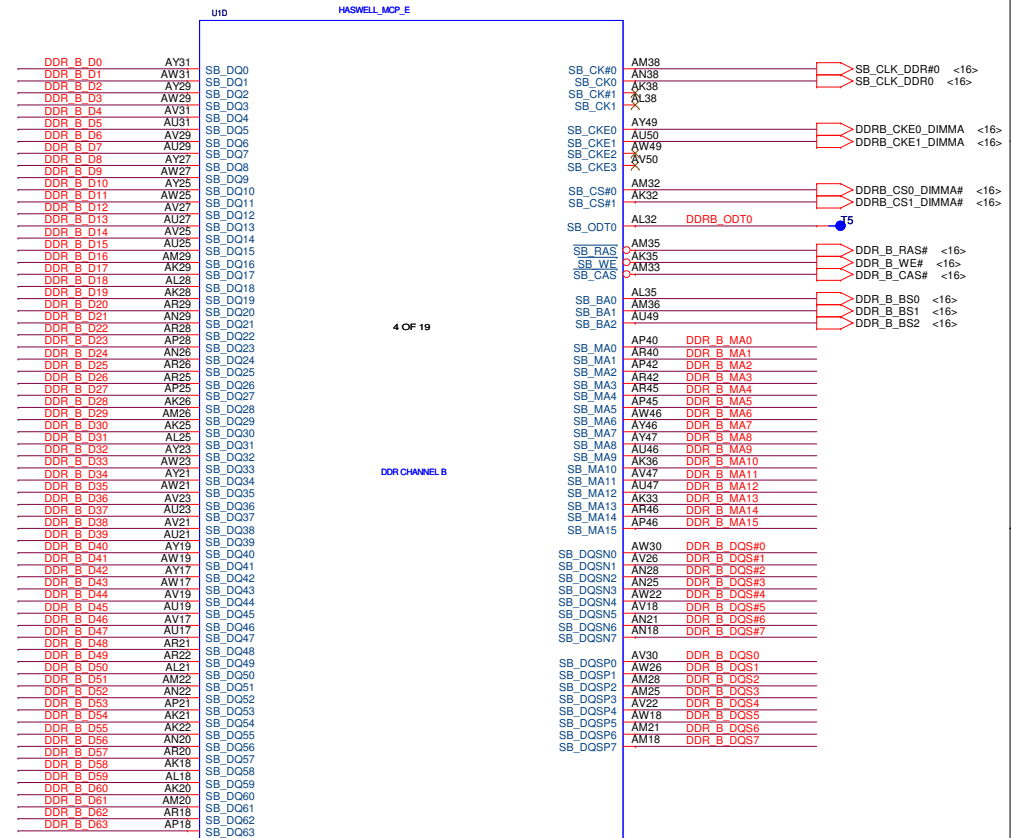 U1D HASWELL_MCP_E
DDR_B_D0 AY31 SB_DQ0
DDR_B_D1 AW31 SB_DQ1
DDR_B_D2 AY29 SB_DQ2
DDR_B_D3 AW29 SB_DQ3
DDR_B_D4 AV31 SB_DQ4
DDR_B_D5 AU31 SB_DQ5
DDR_B_D6 AV29 SB_DQ6
DDR_B_D7 AU29 SB_DQ7
DDR_B_D8 AY27 SB_DQ8
DDR_B_D9 AW27 SB_DQ9
DDR_B_D10 AY25 SB_DQ10
DDR_B_D11 AW25 SB_DQ11
DDR_B_D12 AV27 SB_DQ12
DDR_B_D13 AU27 SB_DQ13
DDR_B_D14 AV25 SB_DQ14
DDR_B_D15 AU25 SB_DQ15
DDR_B_D16 AM29 SB_DQ16
DDR_B_D17 AK29 SB_DQ17
DDR_B_D18 AL28 SB_DQ18
DDR_B_D19 AK28 SB_DQ19
DDR_B_D20 AR29 SB_DQ20
DDR_B_D21 AN29 SB_DQ21
DDR_B_D22 AR28 SB_DQ22
DDR_B_D23 AP28 SB_DQ23
DDR_B_D24 AN26 SB_DQ24
DDR_B_D25 AR26 SB_DQ25
DDR_B_D26 AR25 SB_DQ26
DDR_B_D27 AP25 SB_DQ27
DDR_B_D28 AK26 SB_DQ28
DDR_B_D29 AM26 SB_DQ29
DDR_B_D30 AK25 SB_DQ30
DDR_B_D31 AL25 SB_DQ31
DDR_B_D32 AY23 SB_DQ32
DDR_B_D33 AW23 SB_DQ33
DDR_B_D34 AY21 SB_DQ34
DDR_B_D35 AW21 SB_DQ35
DDR_B_D36 AV23 SB_DQ36
DDR_B_D37 AU23 SB_DQ37
DDR_B_D38 AV21 SB_DQ38
DDR_B_D39 AU21 SB_DQ39
DDR_B_D40 AY19 SB_DQ40
DDR_B_D41 AW19 SB_DQ41
DDR_B_D42 AY17 SB_DQ42
DDR_B_D43 AW17 SB_DQ43
DDR_B_D44 AV19 SB_DQ44
DDR_B_D45 AU19 SB_DQ45
DDR_B_D46 AV17 SB_DQ46
DDR_B_D47 AU17 SB_DQ47
DDR_B_D48 AR21 SB_DQ48
DDR_B_D49 AR22 SB_DQ49
DDR_B_D50 AL21 SB_DQ50
DDR_B_D51 AM22 SB_DQ51
DDR_B_D52 AN22 SB_DQ52
DDR_B_D53 AP21 SB_DQ53
DDR_B_D54 AK21 SB_DQ54
DDR_B_D55 AK22 SB_DQ55
DDR_B_D56 AN20 SB_DQ56
DDR_B_D57 AR20 SB_DQ57
DDR_B_D58 AK18 SB_DQ58
DDR_B_D59 AL18 SB_DQ59
DDR_B_D60 AK20 SB_DQ60
DDR_B_D61 AM20 SB_DQ61
DDR_B_D62 AR18 SB_DQ62
DDR_B_D63 AP18 SB_DQ63
4 OF 19
DDR CHANNEL B
SB_CK#0 AM38 SB_CLK_DDR#0 <16>
SB_CK0 AN38 SB_CLK_DDR0 <16>
SB_CK#1 AK38
SB_CK1 AL38
SB_CKE0 AY49 DDRB_CKE0_DIMMA <16>
SB_CKE1 AU50 DDRB_CKE1_DIMMA <16>
SB_CKE2 AW49
SB_CKE3 AV50
SB_CS#0 AM32 DDRB_CS0_DIMMA# <16>
SB_CS#1 AK32 DDRB_CS1_DIMMA# <16>
SB_ODT0 AL32 DDRB_ODT0 T5
SB_RAS AM35 DDR_B_RAS# <16>
SB_WE AK35 DDR_B_WE# <16>
SB_CAS AM33 DDR_B_CAS# <16>
SB_BA0 AL35 DDR_B_BS0 <16>
SB_BA1 AM36 DDR_B_BS1 <16>
SB_BA2 AU49 DDR_B_BS2 <16>
SB_MA0 AP40 DDR_B_MA0
SB_MA1 AR40 DDR_B_MA1
SB_MA2 AP42 DDR_B_MA2
SB_MA3 AR42 DDR_B_MA3
SB_MA4 AR45 DDR_B_MA4
SB_MA5 AP45 DDR_B_MA5
SB_MA6 AW46 DDR_B_MA6
SB_MA7 AY46 DDR_B_MA7
SB_MA8 AY47 DDR_B_MA8
SB_MA9 AU46 DDR_B_MA9
SB_MA10 AK36 DDR_B_MA10
SB_MA11 AV47 DDR_B_MA11
SB_MA12 AU47 DDR_B_MA12
SB_MA13 AK33 DDR_B_MA13
SB_MA14 AR46 DDR_B_MA14
SB_MA15 AP46 DDR_B_MA15
SB_DQSN0 AW30 DDR_B_DQS#0
SB_DQSN1 AV26 DDR_B_DQS#1
SB_DQSN2 AN28 DDR_B_DQS#2
SB_DQSN3 AN25 DDR_B_DQS#3
SB_DQSN4 AW22 DDR_B_DQS#4
SB_DQSN5 AV18 DDR_B_DQS#5
SB_DQSN6 AN21 DDR_B_DQS#6
SB_DQSN7 AN18 DDR_B_DQS#7
SB_DQSP0 AV30 DDR_B_DQS0
SB_DQSP1 AW26 DDR_B_DQS1
SB_DQSP2 AM28 DDR_B_DQS2
SB_DQSP3 AM25 DDR_B_DQS3
SB_DQSP4 AV22 DDR_B_DQS4
SB_DQSP5 AW18 DDR_B_DQS5
SB_DQSP6 AM21 DDR_B_DQS6
SB_DQSP7 AM18 DDR_B_DQS7